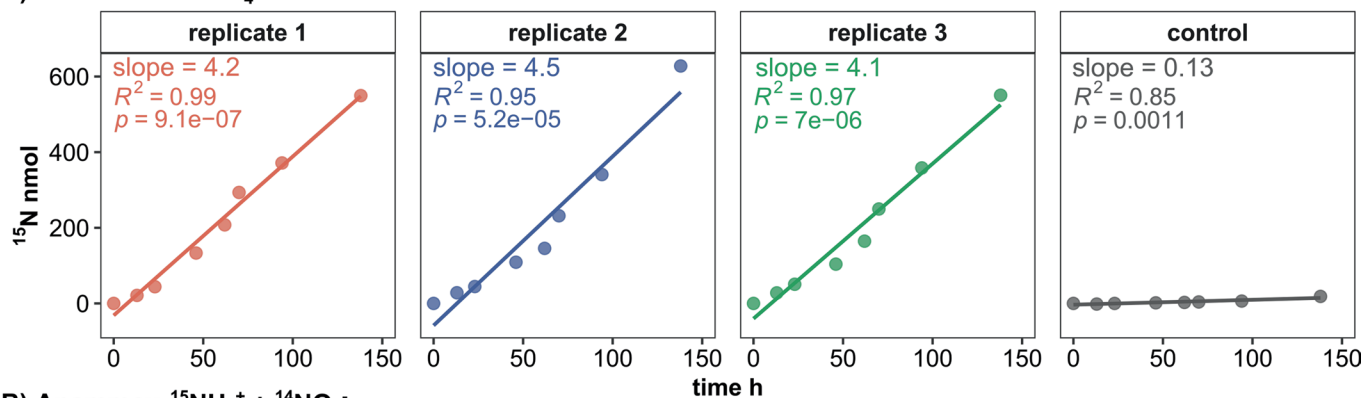 replicate 1
replicate 2
replicate 3
control
slope = 4.2
R² = 0.99
p = 9.1e−07
slope = 4.5
R² = 0.95
p = 5.2e−05
slope = 4.1
R² = 0.97
p = 7e−06
slope = 0.13
R² = 0.85
p = 0.0011
¹⁵N nmol
600
400
200
0
0 50 100 150
0 50 100 150
0 50 100 150
0 50 100 150
time h